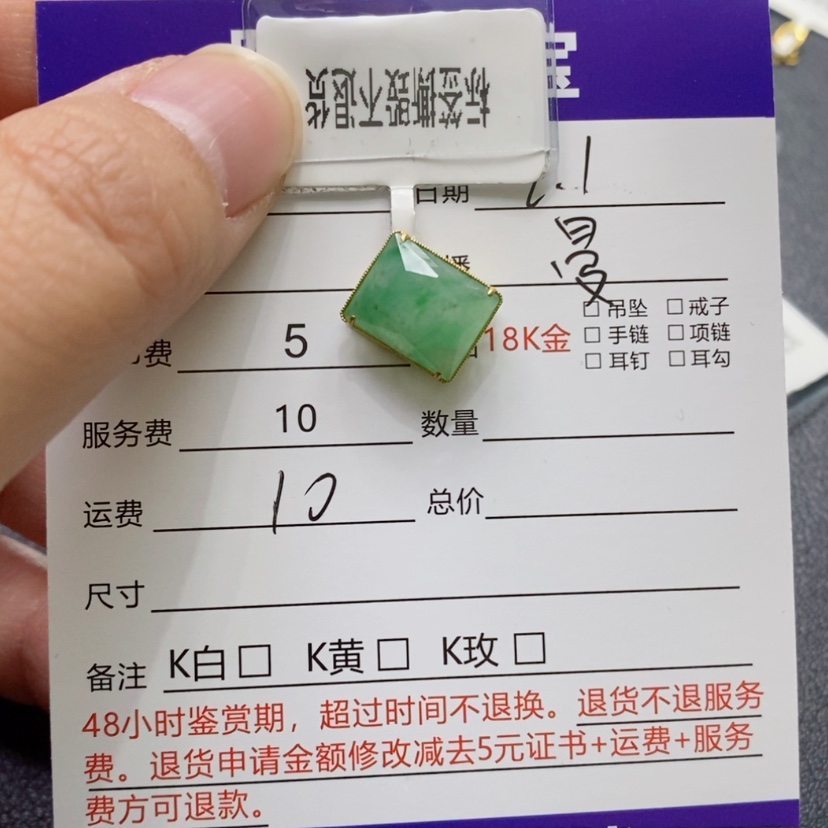 标签撕毁不退货
日期
1.1
播
曼
费 5
18K金 □ 吊坠 □ 戒子
□ 手链 □ 项链
□ 耳钉 □ 耳勾
服务费 10 数量
运费 10 总价
尺寸
备注 K白 □ K黄 □ K玫 □
48小时鉴赏期，超过时间不退换。退货不退服务
费。退货申请金额修改减去5元证书+运费+服务
费方可退款。